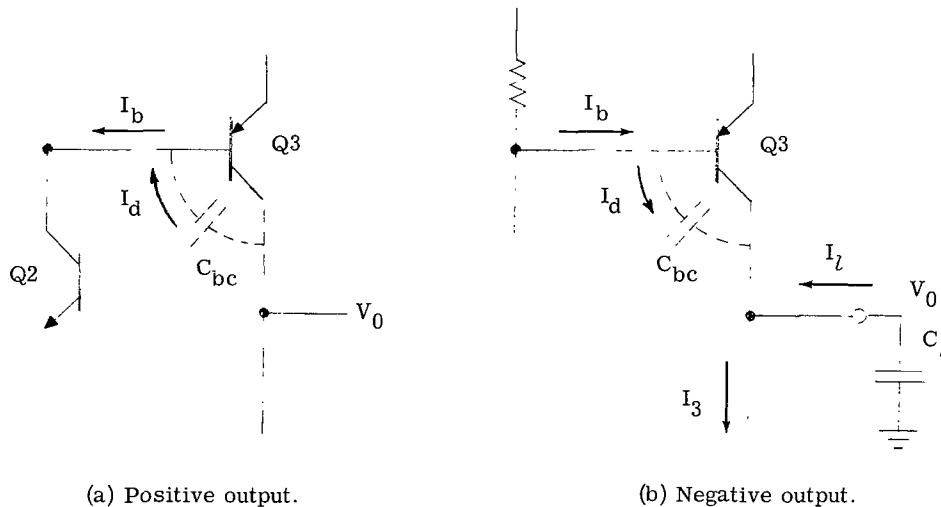 I_b
Q3
I_d
C_bc
Q2
V_0
(a) Positive output.
I_b
Q3
I_d
C_bc
I_l
V_0
C
I_3
(b) Negative output.